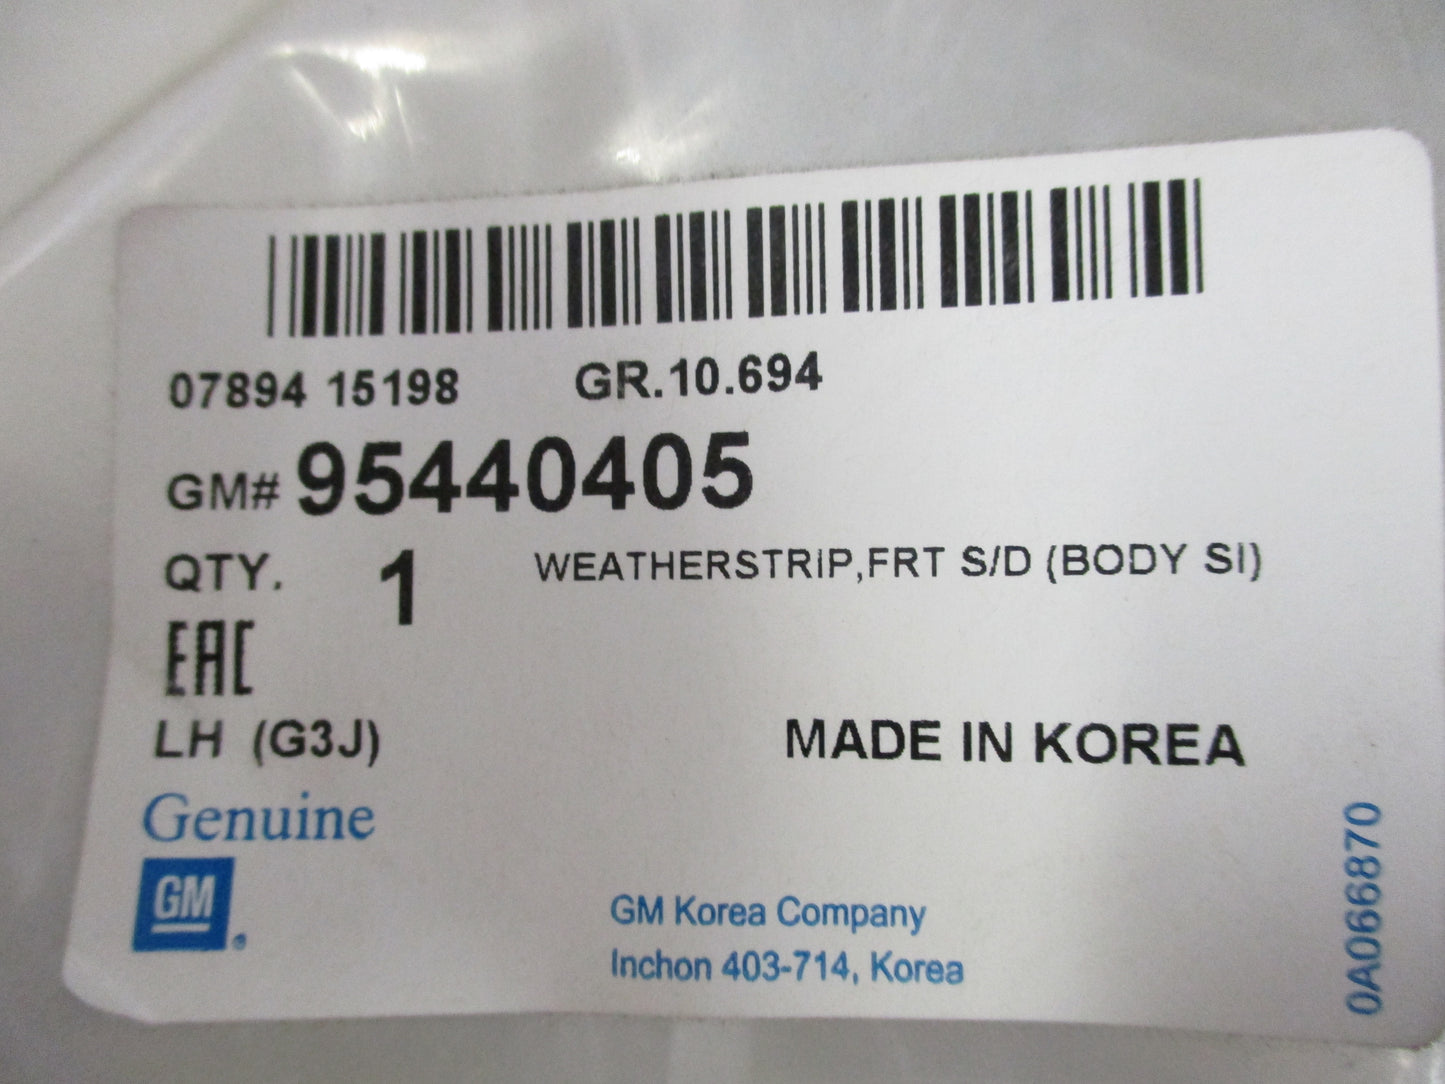 07894 15198 GR.10.694
GM# 95440405
QTY. 1 WEATHERSTRIP,FRT S/D (BODY SI)
EAC
LH (G3J) MADE IN KOREA
Genuine
GM
GM Korea Company
Inchon 403-714, Korea
0A066870